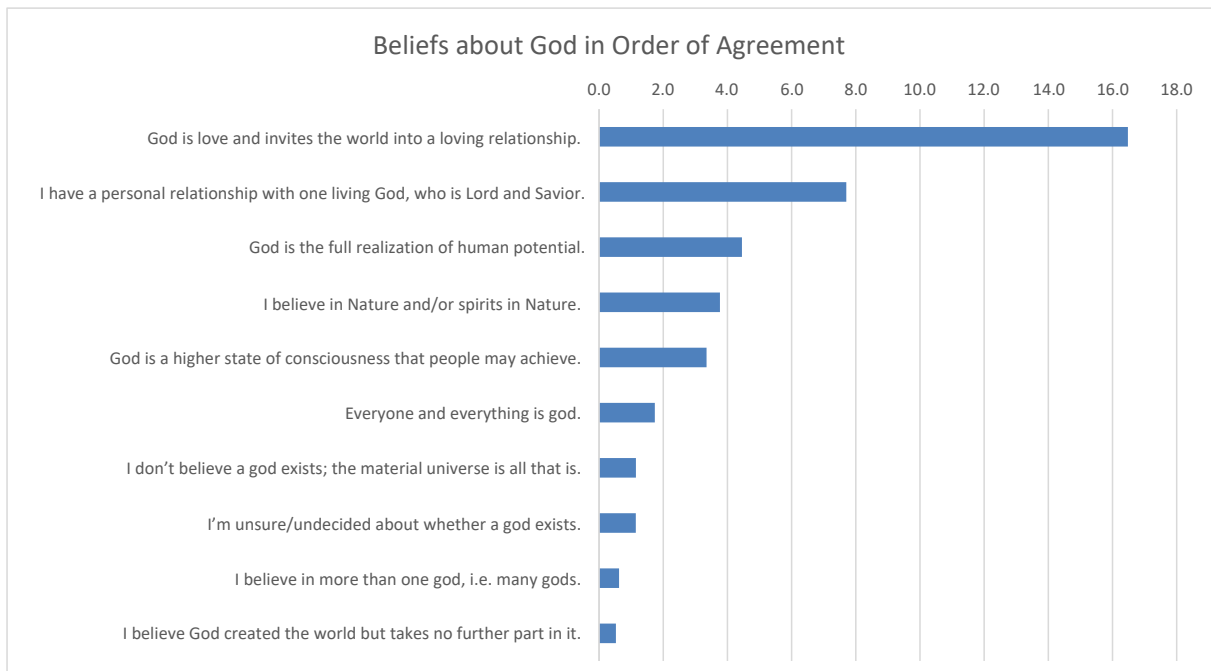 Beliefs about God in Order of Agreement
0.0 2.0 4.0 6.0 8.0 10.0 12.0 14.0 16.0 18.0
God is love and invites the world into a loving relationship.
I have a personal relationship with one living God, who is Lord and Savior.
God is the full realization of human potential.
I believe in Nature and/or spirits in Nature.
God is a higher state of consciousness that people may achieve.
Everyone and everything is god.
I don’t believe a god exists; the material universe is all that is.
I’m unsure/undecided about whether a god exists.
I believe in more than one god, i.e. many gods.
I believe God created the world but takes no further part in it.